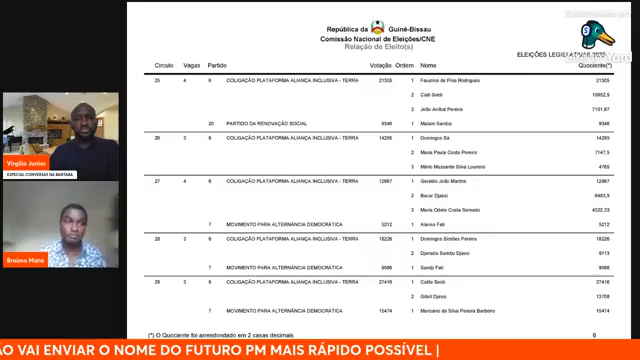 República da Guiné-Bissau
Comissão Nacional de Eleições/CNE
Relação de Eleito(s)
Círculo Vagas Partido Votação Ordem Nome Quociente(*)
25 4 6 COLIGAÇÃO PLATAFORMA ALIANÇA INCLUSIVA - TERRA 21305 1 Faustino de Pina Rodrigues 21305
2 Cadi Seidi 10652,5
3 João Aníbal Pereira 7101,67
20 PARTIDO DA RENOVAÇÃO SOCIAL 9346 1 Malam Sambú 9346
26 3 6 COLIGAÇÃO PLATAFORMA ALIANÇA INCLUSIVA - TERRA 14295 1 Domingos Sá 14295
2 Maria Paula Costa Pereira 7147,5
3 Mário Mussante Silva Loureiro 4765
27 4 6 COLIGAÇÃO PLATAFORMA ALIANÇA INCLUSIVA - TERRA 12967 1 Geraldo João Martins 12967
2 Bacar Djassi 6483,5
3 Maria Odete Costa Semedo 4322,33
7 MOVIMENTO PARA ALTERNÂNCIA DEMOCRÁTICA 5212 1 Alanso Fati 5212
28 3 6 COLIGAÇÃO PLATAFORMA ALIANÇA INCLUSIVA - TERRA 18226 1 Domingos Simões Pereira 18226
2 Djenabu Sambu Djassi 9113
7 MOVIMENTO PARA ALTERNÂNCIA DEMOCRÁTICA 9586 1 Sandji Fati 9586
29 3 6 COLIGAÇÃO PLATAFORMA ALIANÇA INCLUSIVA - TERRA 27416 1 Califa Seidi 27416
2 Gibril Djassi 13708
7 MOVIMENTO PARA ALTERNÂNCIA DEMOCRÁTICA 15474 1 Marciano da Silva Pereira Barbeiro 15474
(*) O Quociente foi arredondado em 2 casas decimais 6
Virgílio Junior
ESPECIAL CONVERSAS NA BANTABA
Braima Mané
ÃO VAI ENVIAR O NOME DO FUTURO PM MAIS RÁPIDO POSSÍVEL |